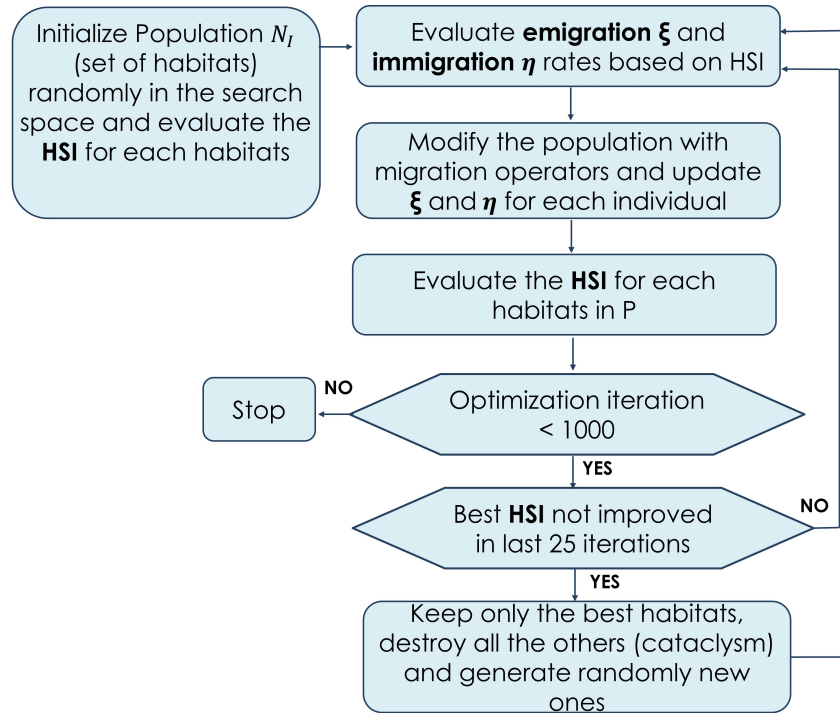 Initialize Population N_I
(set of habitats)
randomly in the search
space and evaluate the
HSI for each habitats
Evaluate emigration ξ and
immigration η rates based on HSI
Modify the population with
migration operators and update
ξ and η for each individual
Evaluate the HSI for each
habitats in P
Optimization iteration
< 1000
NO
Stop
YES
Best HSI not improved
in last 25 iterations
NO
YES
Keep only the best habitats,
destroy all the others (cataclysm)
and generate randomly new
ones